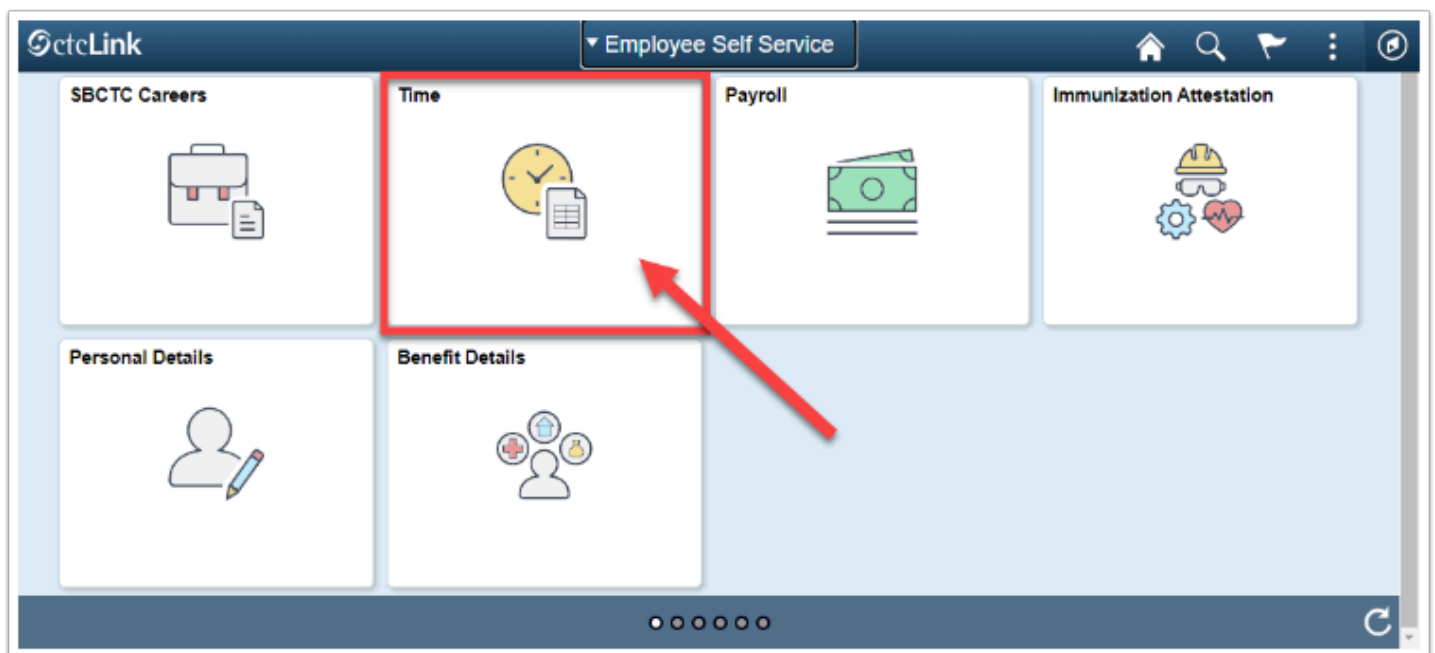 ctcLink
Employee Self Service
SBCTC Careers
Time
Payroll
Immunization Attestation
Personal Details
Benefit Details